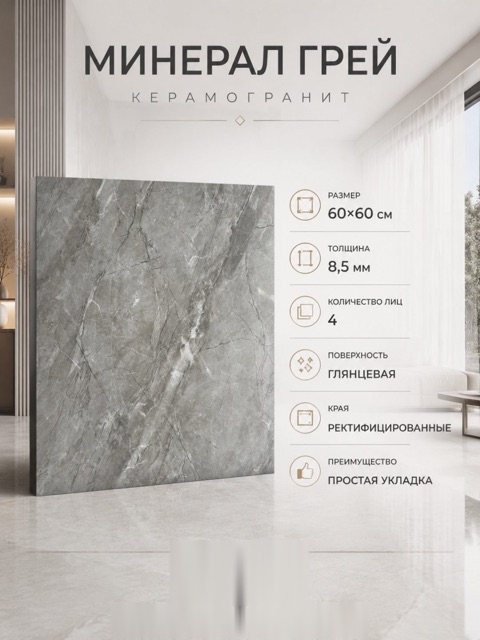 МИНЕРАЛ ГРЕЙ
КЕРАМОГРАНИТ
РАЗМЕР
60×60 см
ТОЛЩИНА
8,5 мм
КОЛИЧЕСТВО ЛИЦ
4
ПОВЕРХНОСТЬ
ГЛЯНЦЕВАЯ
КРАЯ
РЕКТИФИЦИРОВАННЫЕ
ПРЕИМУЩЕСТВО
ПРОСТАЯ УКЛАДКА